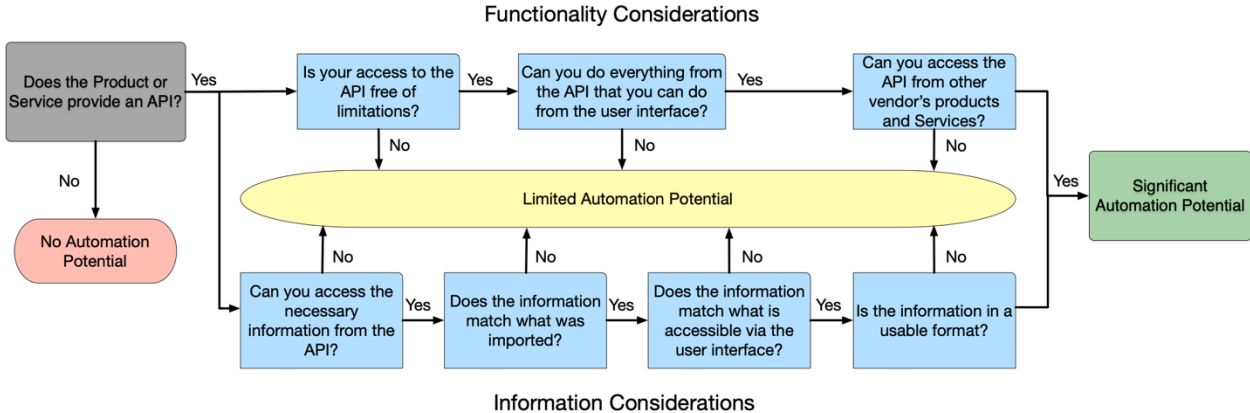 Functionality Considerations
Does the Product or
Service provide an API?
Yes
Is your access to the
API free of
limitations?
Yes
Can you do everything from
the API that you can do
from the user interface?
Yes
Can you access the
API from other
vendor's products
and Services?
No
No
No
No
Limited Automation Potential
Yes
Significant
Automation Potential
No Automation
Potential
No
No
No
No
Can you access the
necessary
information from the
API?
Yes
Does the information
match what was
imported?
Yes
Does the information
match what is
accessible via the
user interface?
Yes
Is the information in a
usable format?
Information Considerations